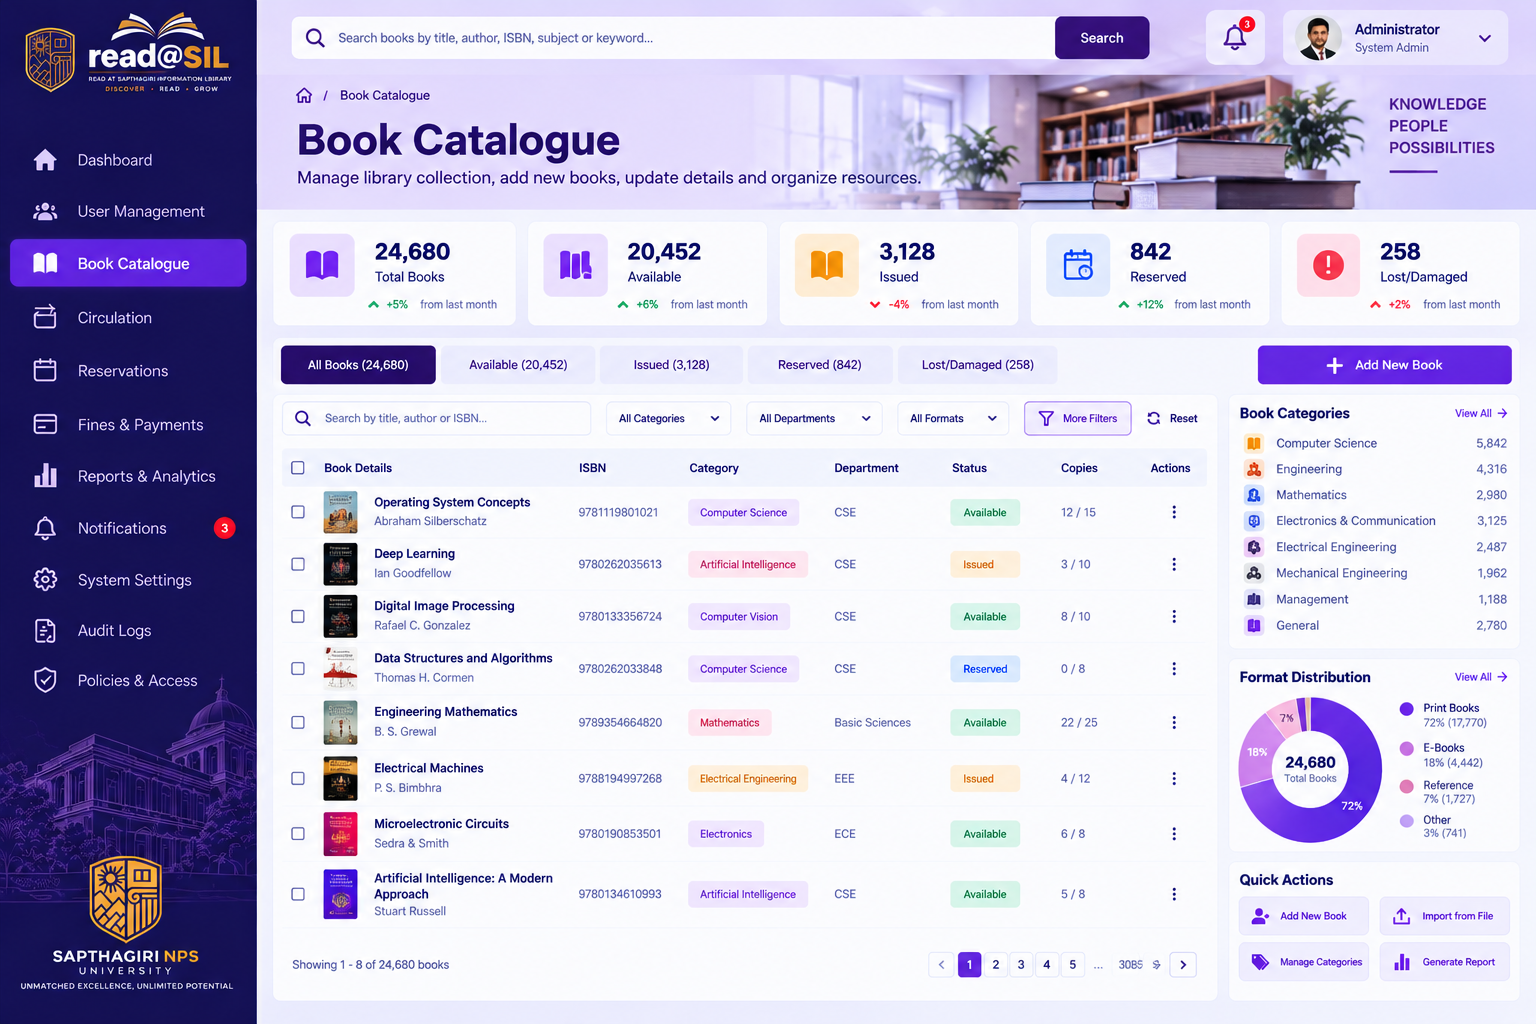 read@SIL
READ AT SAPTHAGIRI INFORMATION LIBRARY
DISCOVER • READ • GROW
Dashboard
User Management
Book Catalogue
Circulation
Reservations
Fines & Payments
Reports & Analytics
Notifications 3
System Settings
Audit Logs
Policies & Access
SAPTHAGIRI NPS
UNIVERSITY
UNMATCHED EXCELLENCE, UNLIMITED POTENTIAL
Search books by title, author, ISBN, subject or keyword...
Search
3
Administrator
System Admin
/ Book Catalogue
Book Catalogue
Manage library collection, add new books, update details and organize resources.
KNOWLEDGE
PEOPLE
POSSIBILITIES
24,680
Total Books
+5% from last month
20,452
Available
+6% from last month
3,128
Issued
-4% from last month
842
Reserved
+12% from last month
258
Lost/Damaged
+2% from last month
All Books (24,680) Available (20,452) Issued (3,128) Reserved (842) Lost/Damaged (258)
+ Add New Book
Search by title, author or ISBN...
All Categories All Departments All Formats More Filters Reset
Book Details ISBN Category Department Status Copies Actions
Operating System Concepts
Abraham Silberschatz
9781119801021 Computer Science CSE Available 12 / 15
Deep Learning
Ian Goodfellow
9780262035613 Artificial Intelligence CSE Issued 3 / 10
Digital Image Processing
Rafael C. Gonzalez
9780133356724 Computer Vision CSE Available 8 / 10
Data Structures and Algorithms
Thomas H. Cormen
9780262033848 Computer Science CSE Reserved 0 / 8
Engineering Mathematics
B. S. Grewal
9789354664820 Mathematics Basic Sciences Available 22 / 25
Electrical Machines
P. S. Bimbhra
9788194997268 Electrical Engineering EEE Issued 4 / 12
Microelectronic Circuits
Sedra & Smith
9780190853501 Electronics ECE Available 6 / 8
Artificial Intelligence: A Modern
Approach
Stuart Russell
9780134610993 Artificial Intelligence CSE Available 5 / 8
Showing 1 - 8 of 24,680 books
< 1 2 3 4 5 ... 3085 >
Book Categories View All →
Computer Science 5,842
Engineering 4,316
Mathematics 2,980
Electronics & Communication 3,125
Electrical Engineering 2,487
Mechanical Engineering 1,962
Management 1,188
General 2,780
Format Distribution View All →
7%
18%
72%
24,680
Total Books
Print Books
72% (17,770)
E-Books
18% (4,442)
Reference
7% (1,727)
Other
3% (741)
Quick Actions
Add New Book
Import from File
Manage Categories
Generate Report